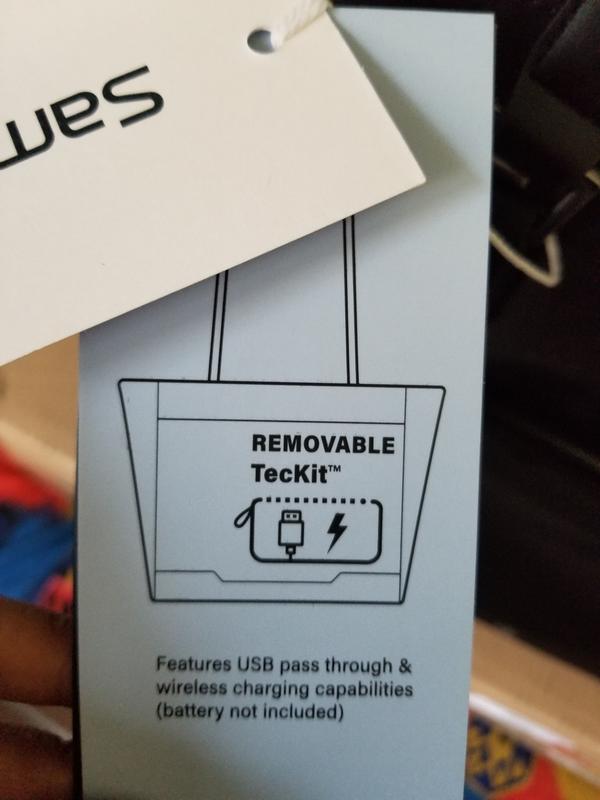 Sam
REMOVABLE
TecKit™
Features USB pass through &
wireless charging capabilities
(battery not included)